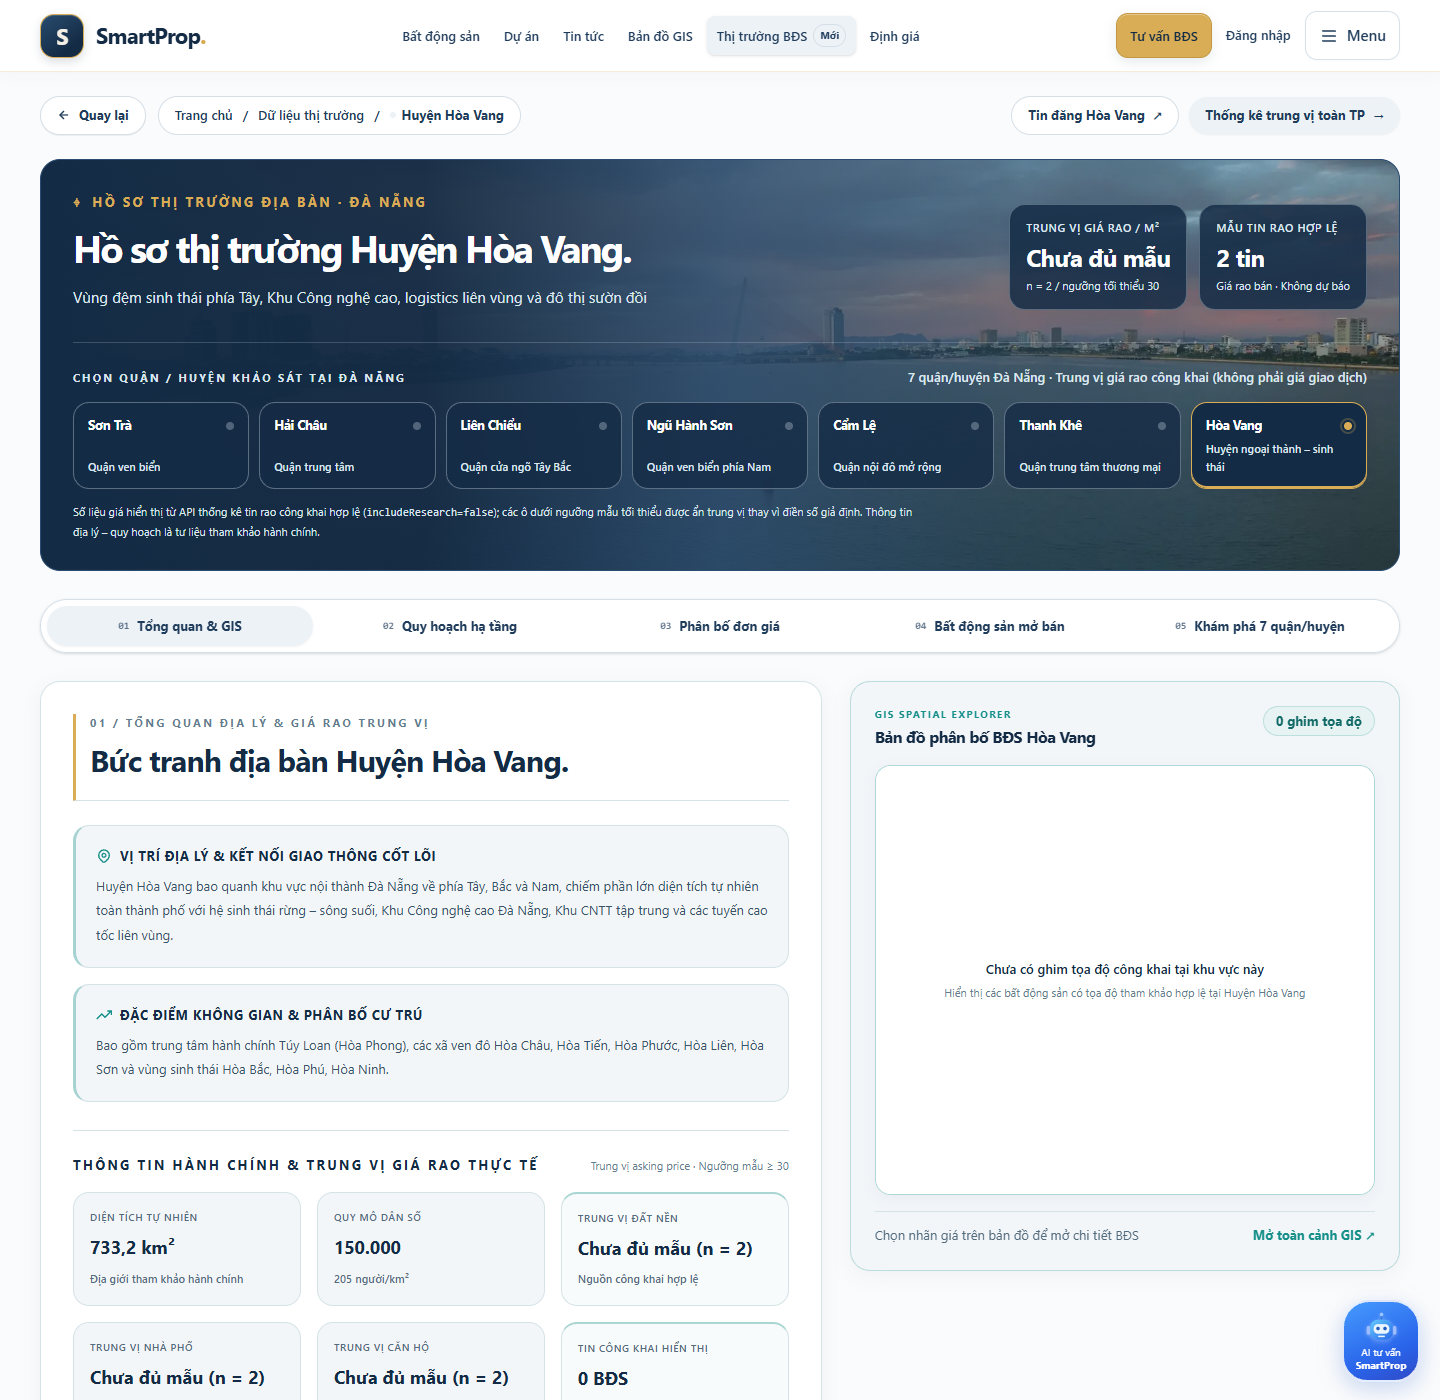 S SmartProp.
Bất động sản
Dự án
Tin tức
Bản đồ GIS
Thị trường BĐS Mới
Định giá
Tư vấn BĐS
Đăng nhập
Menu
← Quay lại
Trang chủ / Dữ liệu thị trường / Huyện Hòa Vang
Tin đăng Hòa Vang ↗
Thống kê trung vị toàn TP →
HỒ SƠ THỊ TRƯỜNG ĐỊA BÀN · ĐÀ NẴNG
Hồ sơ thị trường Huyện Hòa Vang.
Vùng đệm sinh thái phía Tây, Khu Công nghệ cao, logistics liên vùng và đô thị sườn đồi
TRUNG VỊ GIÁ RAO / M²
Chưa đủ mẫu
n = 2 / ngưỡng tối thiểu 30
MẪU TIN RAO HỢP LỆ
2 tin
Giá rao bán · Không dự báo
CHỌN QUẬN / HUYỆN KHẢO SÁT TẠI ĐÀ NẴNG
7 quận/huyện Đà Nẵng · Trung vị giá rao công khai (không phải giá giao dịch)
Sơn Trà
Quận ven biển
Hải Châu
Quận trung tâm
Liên Chiểu
Quận cửa ngõ Tây Bắc
Ngũ Hành Sơn
Quận ven biển phía Nam
Cẩm Lệ
Quận nội đô mở rộng
Thanh Khê
Quận trung tâm thương mại
Hòa Vang
Huyện ngoại thành – sinh
thái
Số liệu giá hiển thị từ API thống kê tin rao công khai hợp lệ (includeResearch=false); các ô dưới ngưỡng mẫu tối thiểu được ẩn trung vị thay vì điền số giả định. Thông tin
địa lý – quy hoạch là tư liệu tham khảo hành chính.
01 Tổng quan & GIS
02 Quy hoạch hạ tầng
03 Phân bố đơn giá
04 Bất động sản mở bán
05 Khám phá 7 quận/huyện
01 / TỔNG QUAN ĐỊA LÝ & GIÁ RAO TRUNG VỊ
Bức tranh địa bàn Huyện Hòa Vang.
VỊ TRÍ ĐỊA LÝ & KẾT NỐI GIAO THÔNG CỐT LÕI
Huyện Hòa Vang bao quanh khu vực nội thành Đà Nẵng về phía Tây, Bắc và Nam, chiếm phần lớn diện tích tự nhiên
toàn thành phố với hệ sinh thái rừng – sông suối, Khu Công nghệ cao Đà Nẵng, Khu CNTT tập trung và các tuyến cao
tốc liên vùng.
ĐẶC ĐIỂM KHÔNG GIAN & PHÂN BỐ CƯ TRÚ
Bao gồm trung tâm hành chính Túy Loan (Hòa Phong), các xã ven đô Hòa Châu, Hòa Tiến, Hòa Phước, Hòa Liên, Hòa
Sơn và vùng sinh thái Hòa Bắc, Hòa Phú, Hòa Ninh.
THÔNG TIN HÀNH CHÍNH & TRUNG VỊ GIÁ RAO THỰC TẾ
Trung vị asking price · Ngưỡng mẫu ≥ 30
DIỆN TÍCH TỰ NHIÊN
733,2 km²
Địa giới tham khảo hành chính
QUY MÔ DÂN SỐ
150.000
205 người/km²
TRUNG VỊ ĐẤT NỀN
Chưa đủ mẫu (n = 2)
Nguồn công khai hợp lệ
TRUNG VỊ NHÀ PHỐ
Chưa đủ mẫu (n = 2)
TRUNG VỊ CĂN HỘ
Chưa đủ mẫu (n = 2)
TIN CÔNG KHAI HIỂN THỊ
0 BĐS
GIS SPATIAL EXPLORER
Bản đồ phân bố BĐS Hòa Vang
0 ghim tọa độ
Chưa có ghim tọa độ công khai tại khu vực này
Hiển thị các bất động sản có tọa độ tham khảo hợp lệ tại Huyện Hòa Vang
Chọn nhãn giá trên bản đồ để mở chi tiết BĐS
Mở toàn cảnh GIS ↗
AI tư vấn
SmartProp